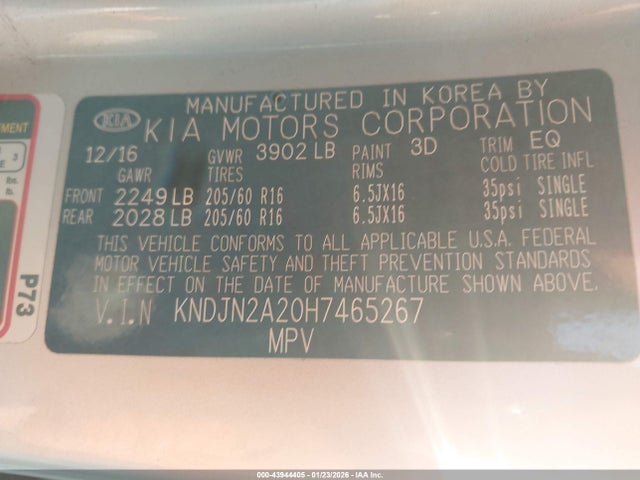 MANUFACTURED IN KOREA BY
KIA KIA MOTORS CORPORATION
12/16 GVWR 3902 LB PAINT 3D TRIM EQ
GAWR TIRES RIMS COLD TIRE INFL
FRONT 2249 LB 205/60 R16 6.5JX16 35psi SINGLE
REAR 2028 LB 205/60 R16 6.5JX16 35psi SINGLE
THIS VEHICLE CONFORMS TO ALL APPLICABLE U.S.A. FEDERAL
MOTOR VEHICLE SAFETY AND THEFT PREVENTION STANDARDS
IN EFFECT ON THE DATE OF MANUFACTURE SHOWN ABOVE.
V.I.N KNDJN2A20H7465267
MPV
3
lb.
P73
000-43944405 - 01/23/2026 - IAA Inc.